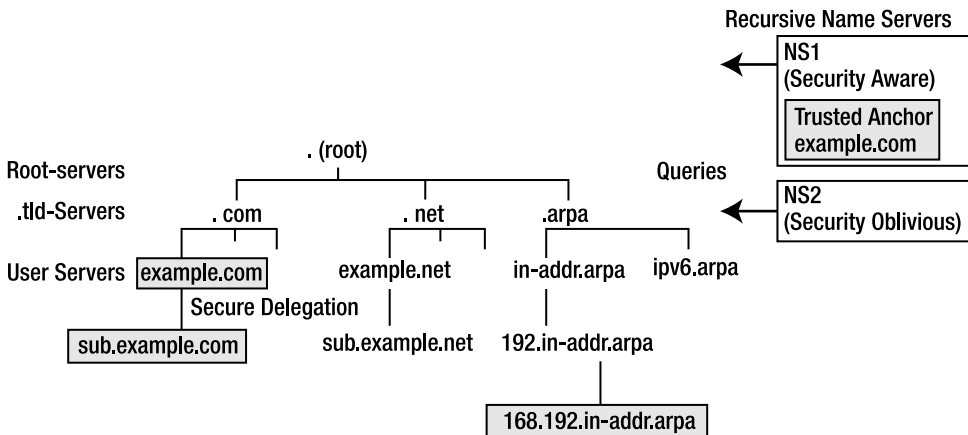 Recursive Name Servers
NS1
(Security Aware)
Trusted Anchor
example.com
. (root)
Root-servers
Queries
.tld-Servers
. com
. net
.arpa
NS2
(Security Oblivious)
User Servers
example.com
example.net
in-addr.arpa
ipv6.arpa
Secure Delegation
sub.example.com
sub.example.net
192.in-addr.arpa
168.192.in-addr.arpa